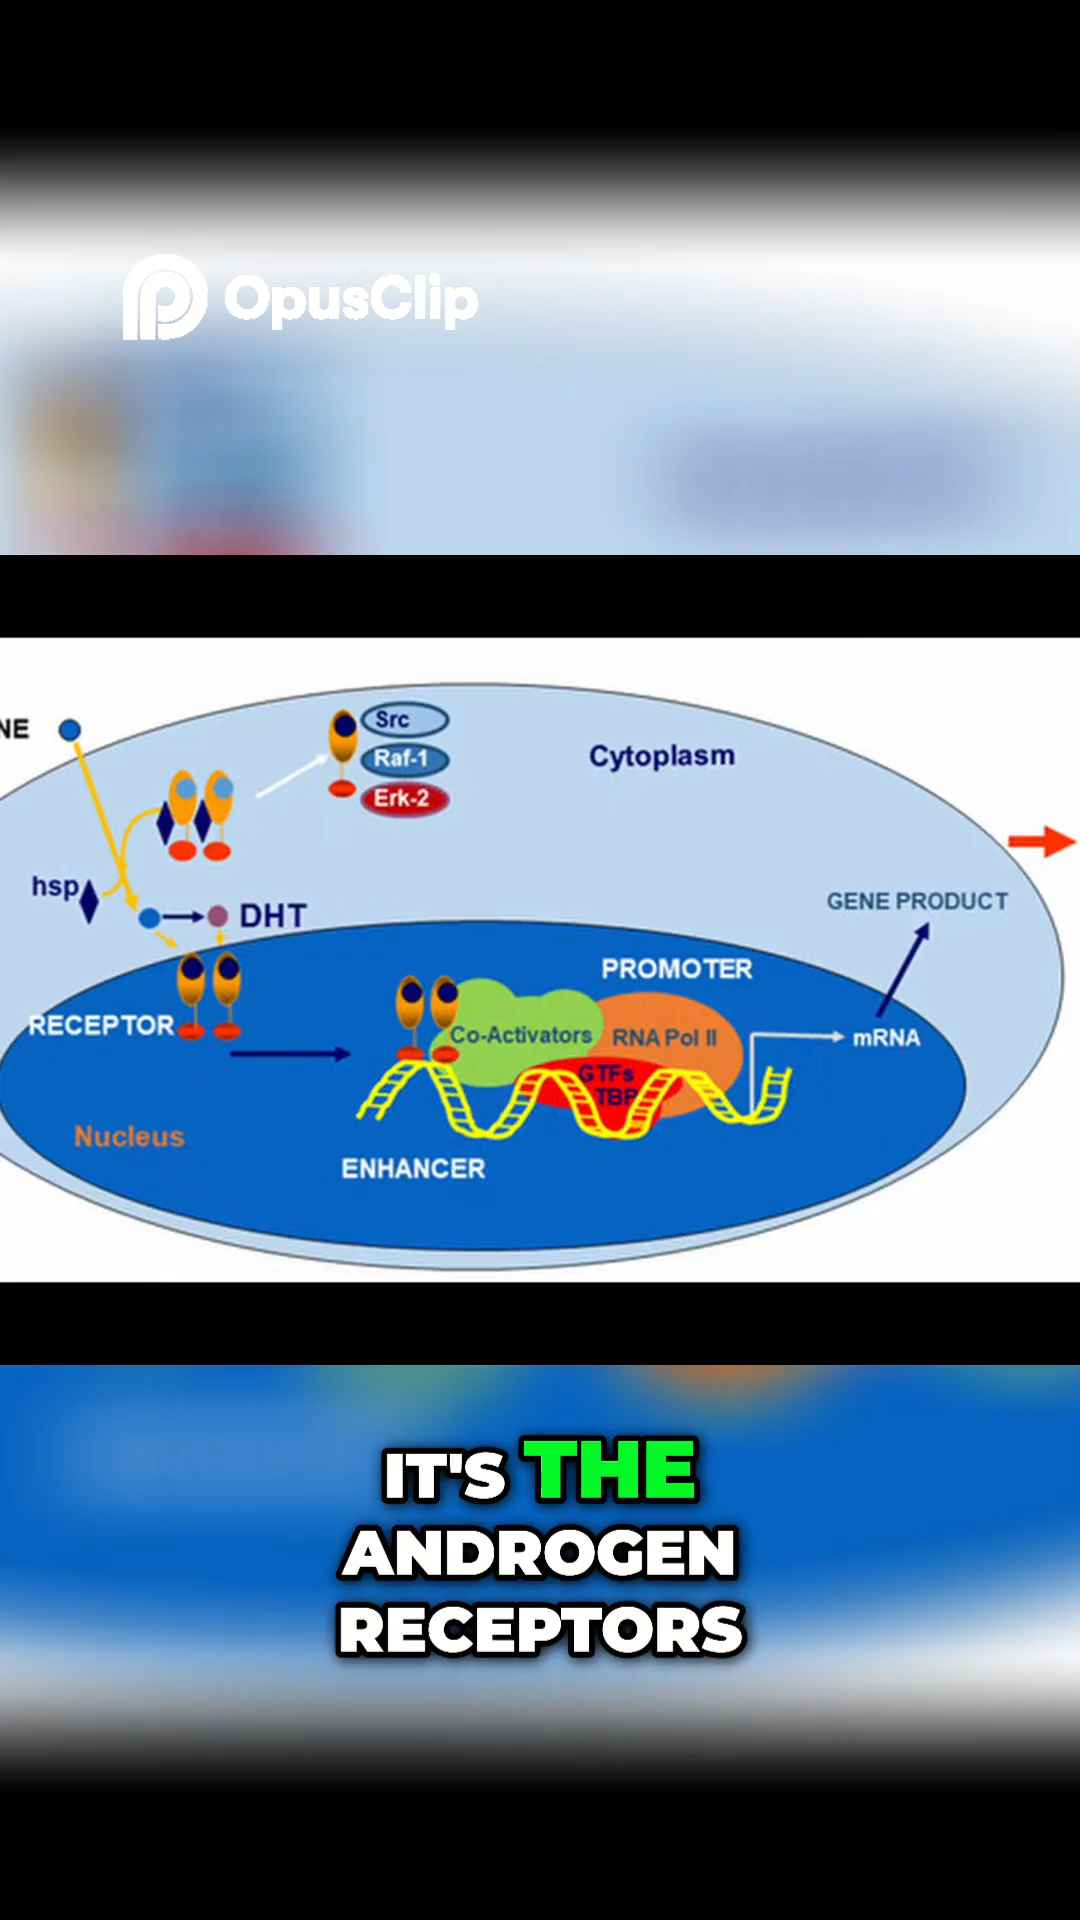 OpusClip
NE
Src
Raf-1
Erk-2
Cytoplasm
hsp
DHT
GENE PRODUCT
PROMOTER
RECEPTOR
Co-Activators
RNA Pol II
mRNA
GTFs
TBP
Nucleus
ENHANCER
IT'S THE
ANDROGEN
RECEPTORS